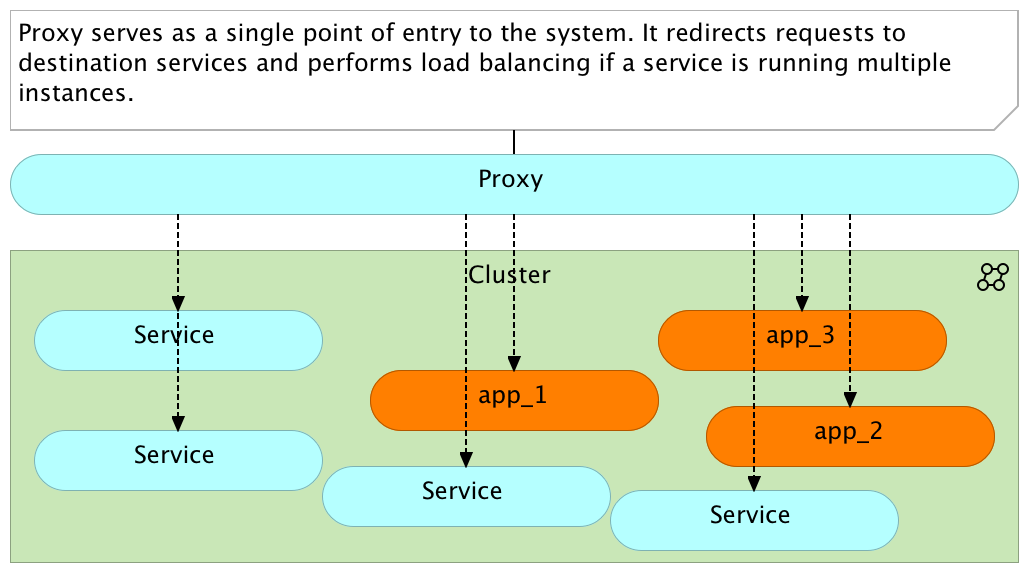 Proxy serves as a single point of entry to the system. It redirects requests to
destination services and performs load balancing if a service is running multiple
instances.
Proxy
Cluster
Service
app_3
app_1
app_2
Service
Service
Service